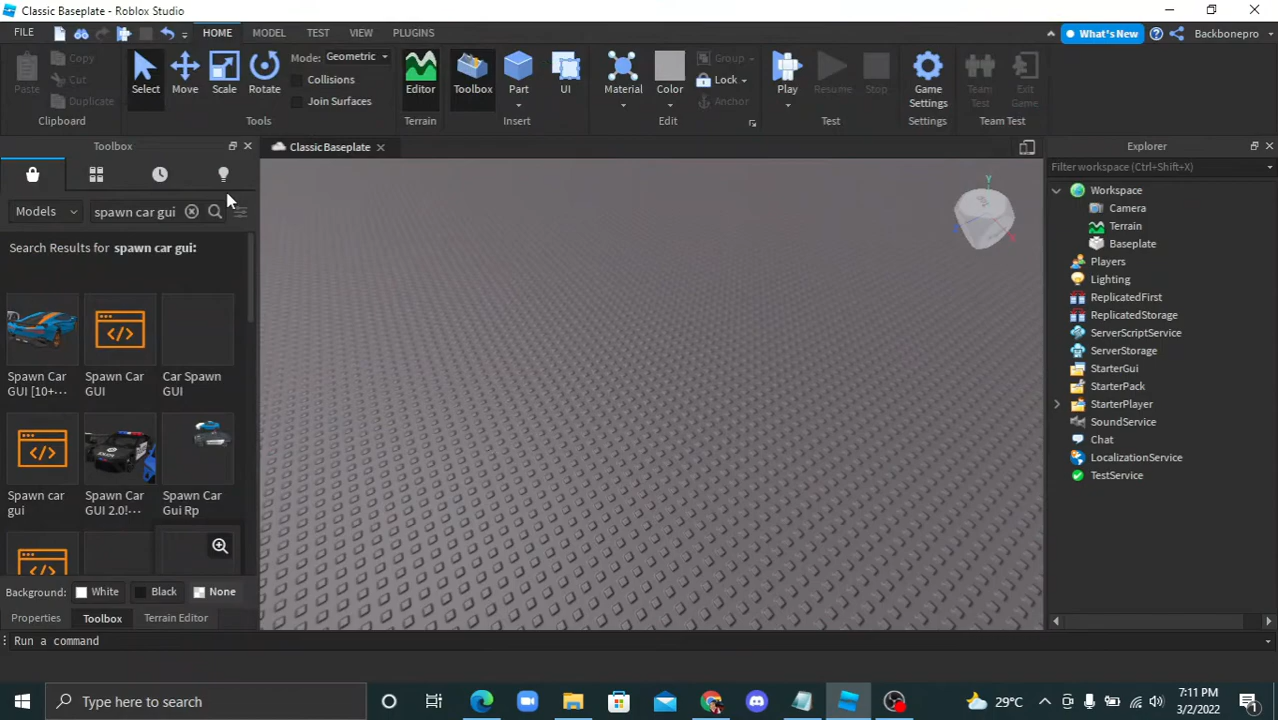 Classic Baseplate - Roblox Studio
FILE HOME MODEL TEST VIEW PLUGINS What's New Backbonepro
Paste Copy Cut Duplicate
Clipboard
Select Move Scale Rotate
Mode: Geometric
Collisions
Join Surfaces
Tools
Editor
Terrain
Toolbox Part UI
Insert
Material Color
Group
Lock
Anchor
Edit
Play Resume Stop
Test
Game Settings
Settings
Team Test Exit Game
Team Test
Toolbox
Classic Baseplate
Explorer
Filter workspace (Ctrl+Shift+X)
Models spawn car gui
Search Results for spawn car gui:
Spawn Car GUI [10+...
Spawn Car GUI
Car Spawn GUI
Spawn car gui
Spawn Car GUI 2.0!...
Spawn Car Gui Rp
Background: White Black None
Properties Toolbox Terrain Editor
Workspace
Camera
Terrain
Baseplate
Players
Lighting
ReplicatedFirst
ReplicatedStorage
ServerScriptService
ServerStorage
StarterGui
StarterPack
StarterPlayer
SoundService
Chat
LocalizationService
TestService
Y
Run a command
Type here to search
29°C
7:11 PM
3/2/2022
1